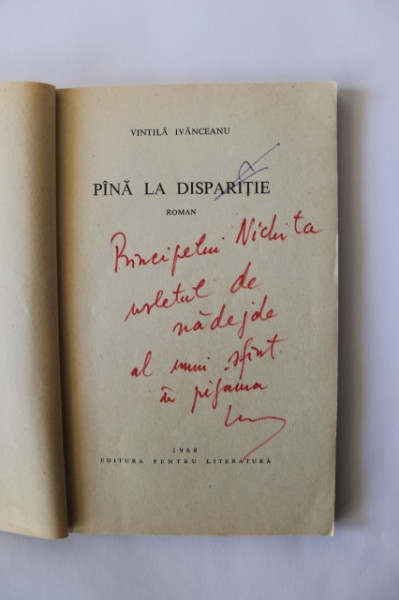 VINTILĂ IVĂNCEANU
PÎNĂ LA DISPARIȚIE
ROMAN
Principelui Nichita
urletul de
nădejde
al unui sfînt
în pijama
1968
EDITURA PENTRU LITERATURĂ